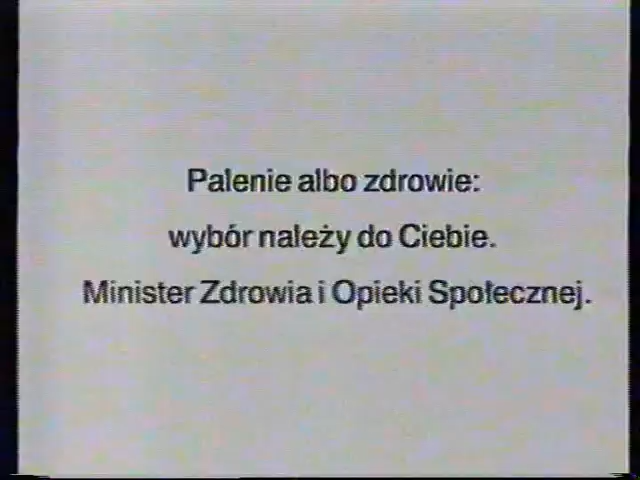 Palenie albo zdrowie:
wybór należy do Ciebie.
Minister Zdrowia i Opieki Społecznej.